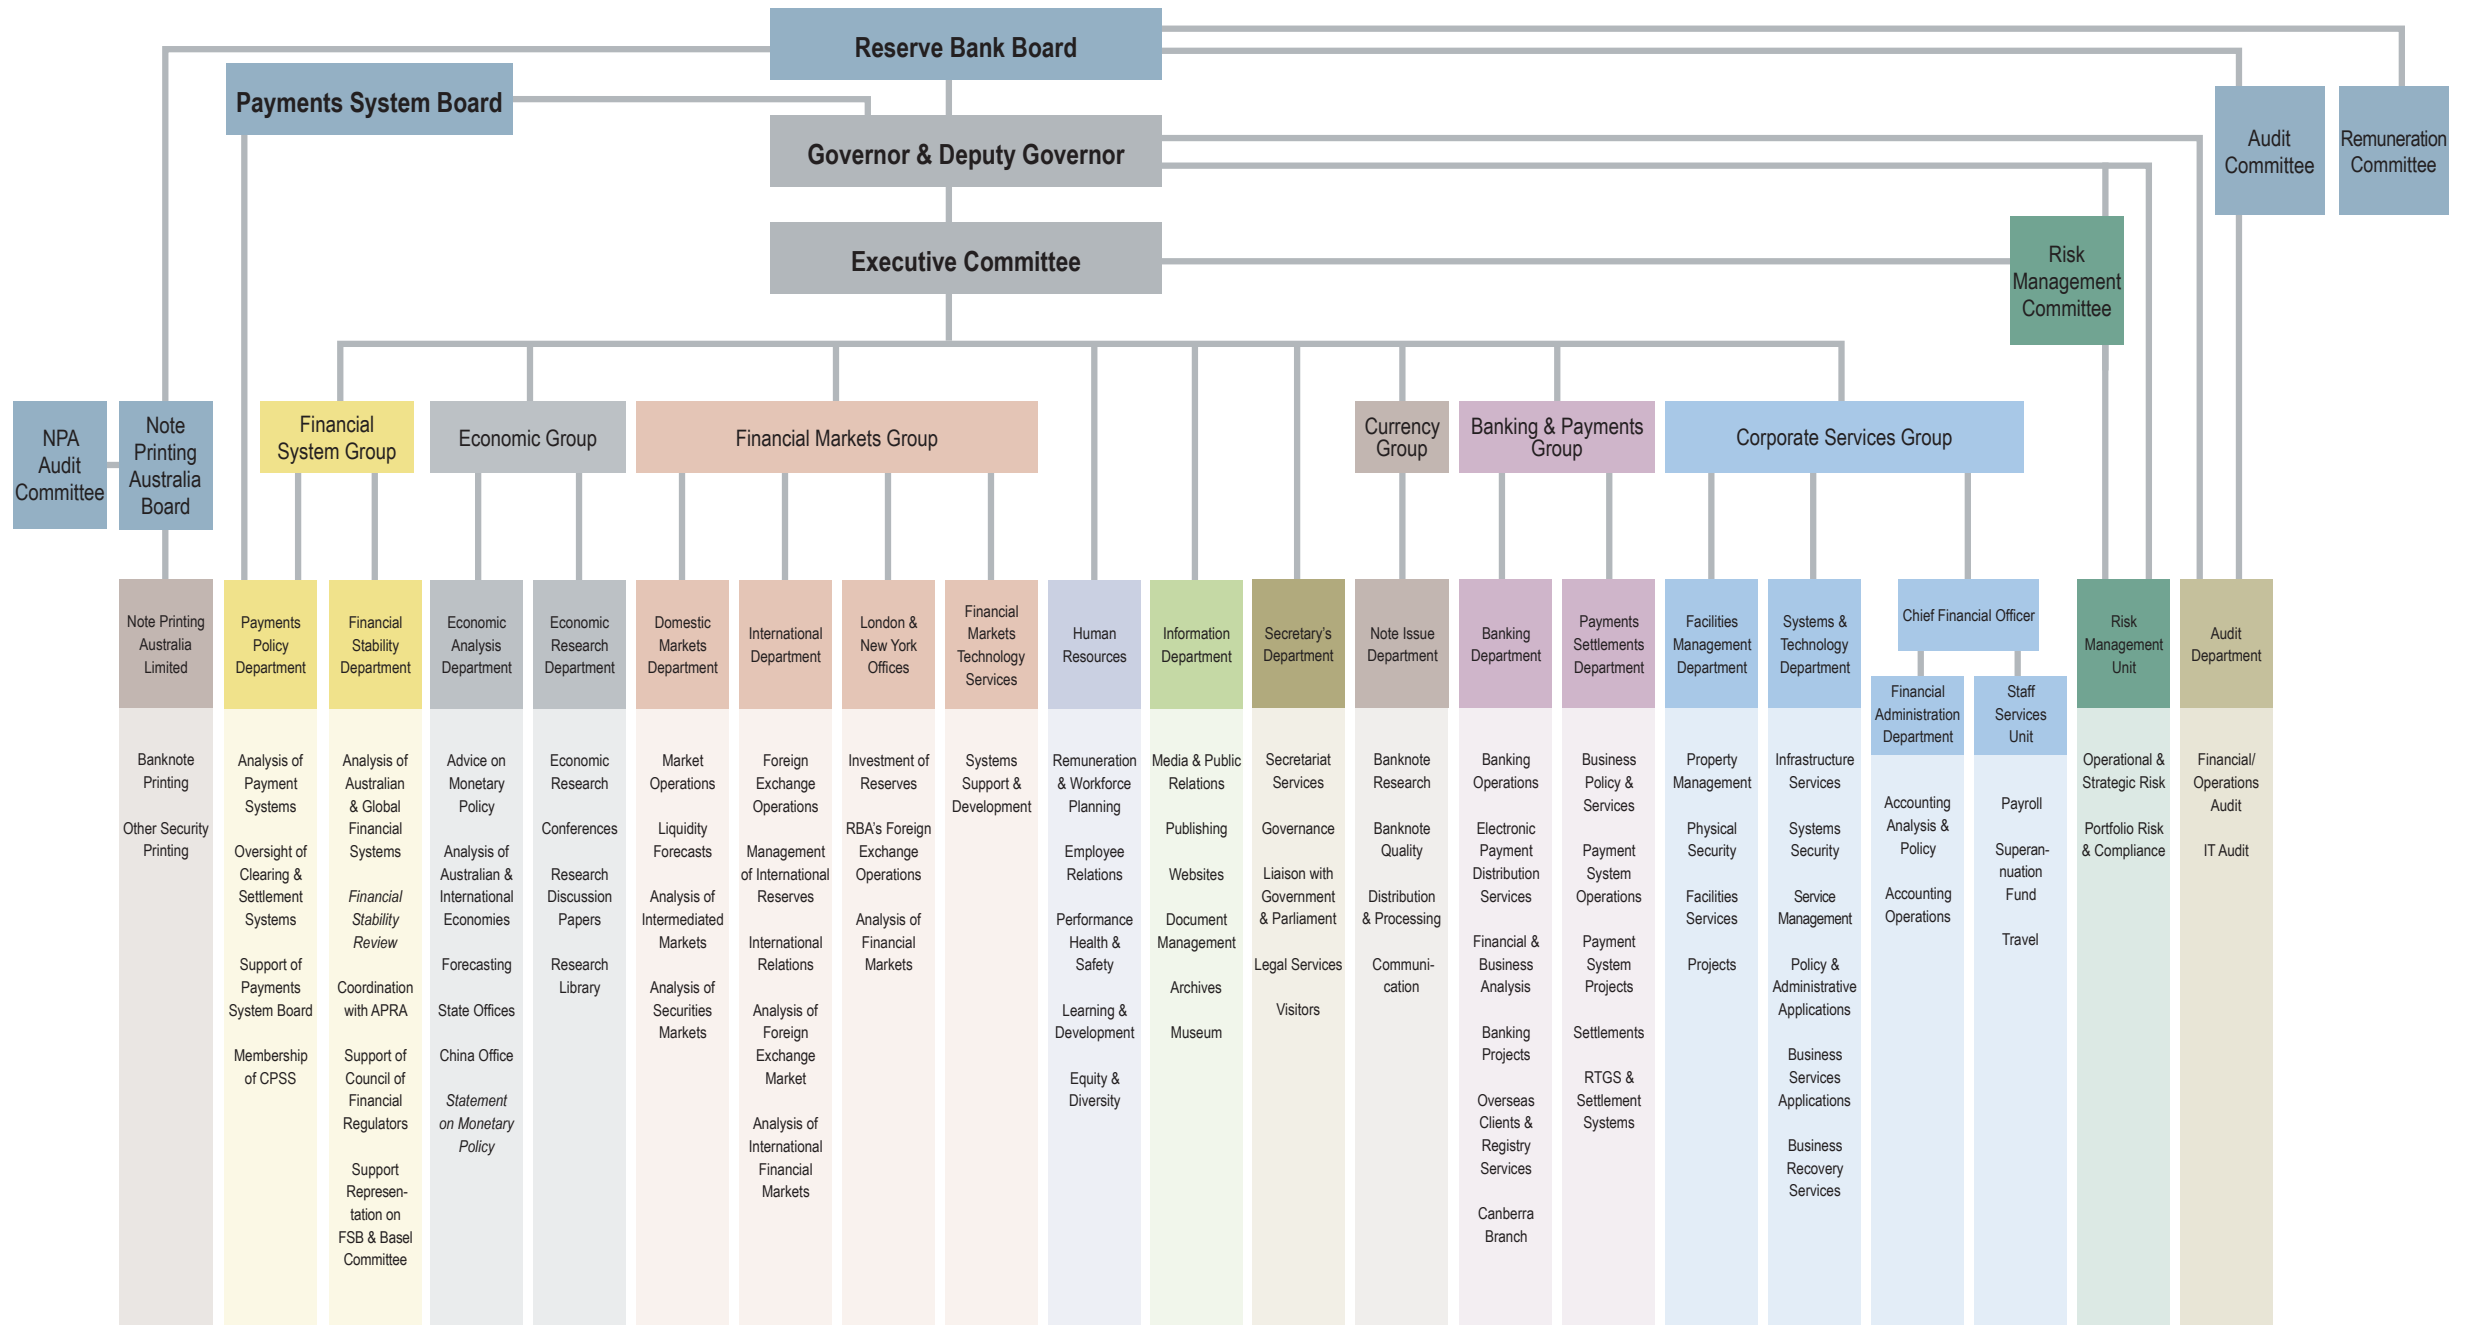 Reserve Bank Board
Payments System Board
Governor & Deputy Governor
Audit
Committee
Remuneration
Committee
Executive Committee
Risk
Management
Committee
NPA
Audit
Committee
Note
Printing
Australia
Board
Financial
System Group
Economic Group
Financial Markets Group
Currency
Group
Banking & Payments
Group
Corporate Services Group
Note Printing
Australia
Limited
Banknote
Printing
Other Security
Printing
Payments
Policy
Department
Analysis of
Payment
Systems
Oversight of
Clearing &
Settlement
Systems
Support of
Payments
System Board
Membership
of CPSS
Financial
Stability
Department
Analysis of
Australian
& Global
Financial
Systems
Financial
Stability
Review
Coordination
with APRA
Support of
Council of
Financial
Regulators
Support
Represen-
tation on
FSB & Basel
Committee
Economic
Analysis
Department
Advice on
Monetary
Policy
Analysis of
Australian &
International
Economies
Forecasting
State Offices
China Office
Statement
on Monetary
Policy
Economic
Research
Department
Economic
Research
Conferences
Research
Discussion
Papers
Research
Library
Domestic
Markets
Department
Market
Operations
Liquidity
Forecasts
Analysis of
Intermediated
Markets
Analysis of
Securities
Markets
International
Department
Foreign
Exchange
Operations
Management
of International
Reserves
International
Relations
Analysis of
Foreign
Exchange
Market
Analysis of
International
Financial
Markets
London &
New York
Offices
Investment of
Reserves
RBA's Foreign
Exchange
Operations
Analysis of
Financial
Markets
Financial
Markets
Technology
Services
Systems
Support &
Development
Human
Resources
Remuneration
& Workforce
Planning
Employee
Relations
Performance
Health &
Safety
Learning &
Development
Equity &
Diversity
Information
Department
Media & Public
Relations
Publishing
Websites
Document
Management
Archives
Museum
Secretary's
Department
Secretariat
Services
Governance
Liaison with
Government
& Parliament
Legal Services
Visitors
Note Issue
Department
Banknote
Research
Banknote
Quality
Distribution
& Processing
Communi-
cation
Banking
Department
Banking
Operations
Electronic
Payment
Distribution
Services
Financial &
Business
Analysis
Banking
Projects
Overseas
Clients &
Registry
Services
Canberra
Branch
Payments
Settlements
Department
Business
Policy &
Services
Payment
System
Operations
Payment
System
Projects
Settlements
RTGS &
Settlement
Systems
Facilities
Management
Department
Property
Management
Physical
Security
Facilities
Services
Projects
Systems &
Technology
Department
Infrastructure
Services
Systems
Security
Service
Management
Policy &
Administrative
Applications
Business
Services
Applications
Business
Recovery
Services
Chief Financial Officer
Financial
Administration
Department
Accounting
Analysis &
Policy
Accounting
Operations
Staff
Services
Unit
Payroll
Superan-
nuation
Fund
Travel
Risk
Management
Unit
Operational &
Strategic Risk
Portfolio Risk
& Compliance
Audit
Department
Financial/
Operations
Audit
IT Audit